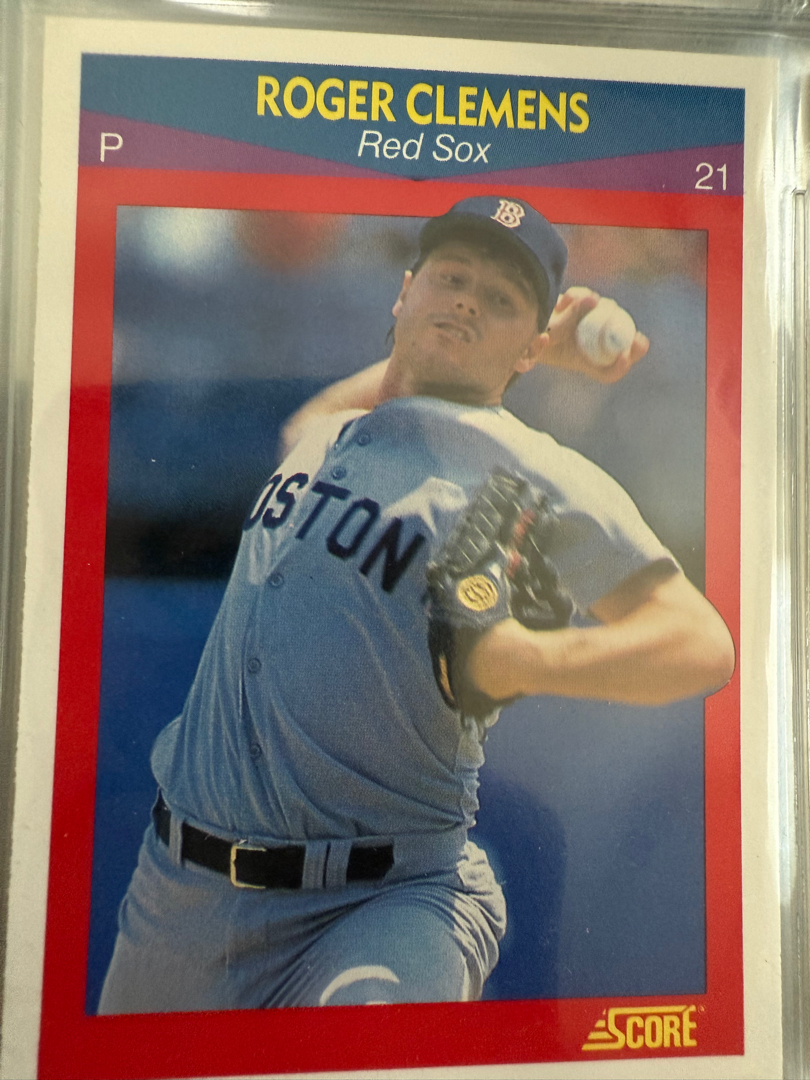 ROGER CLEMENS
Red Sox
P
21
B
OSTON
SCORE